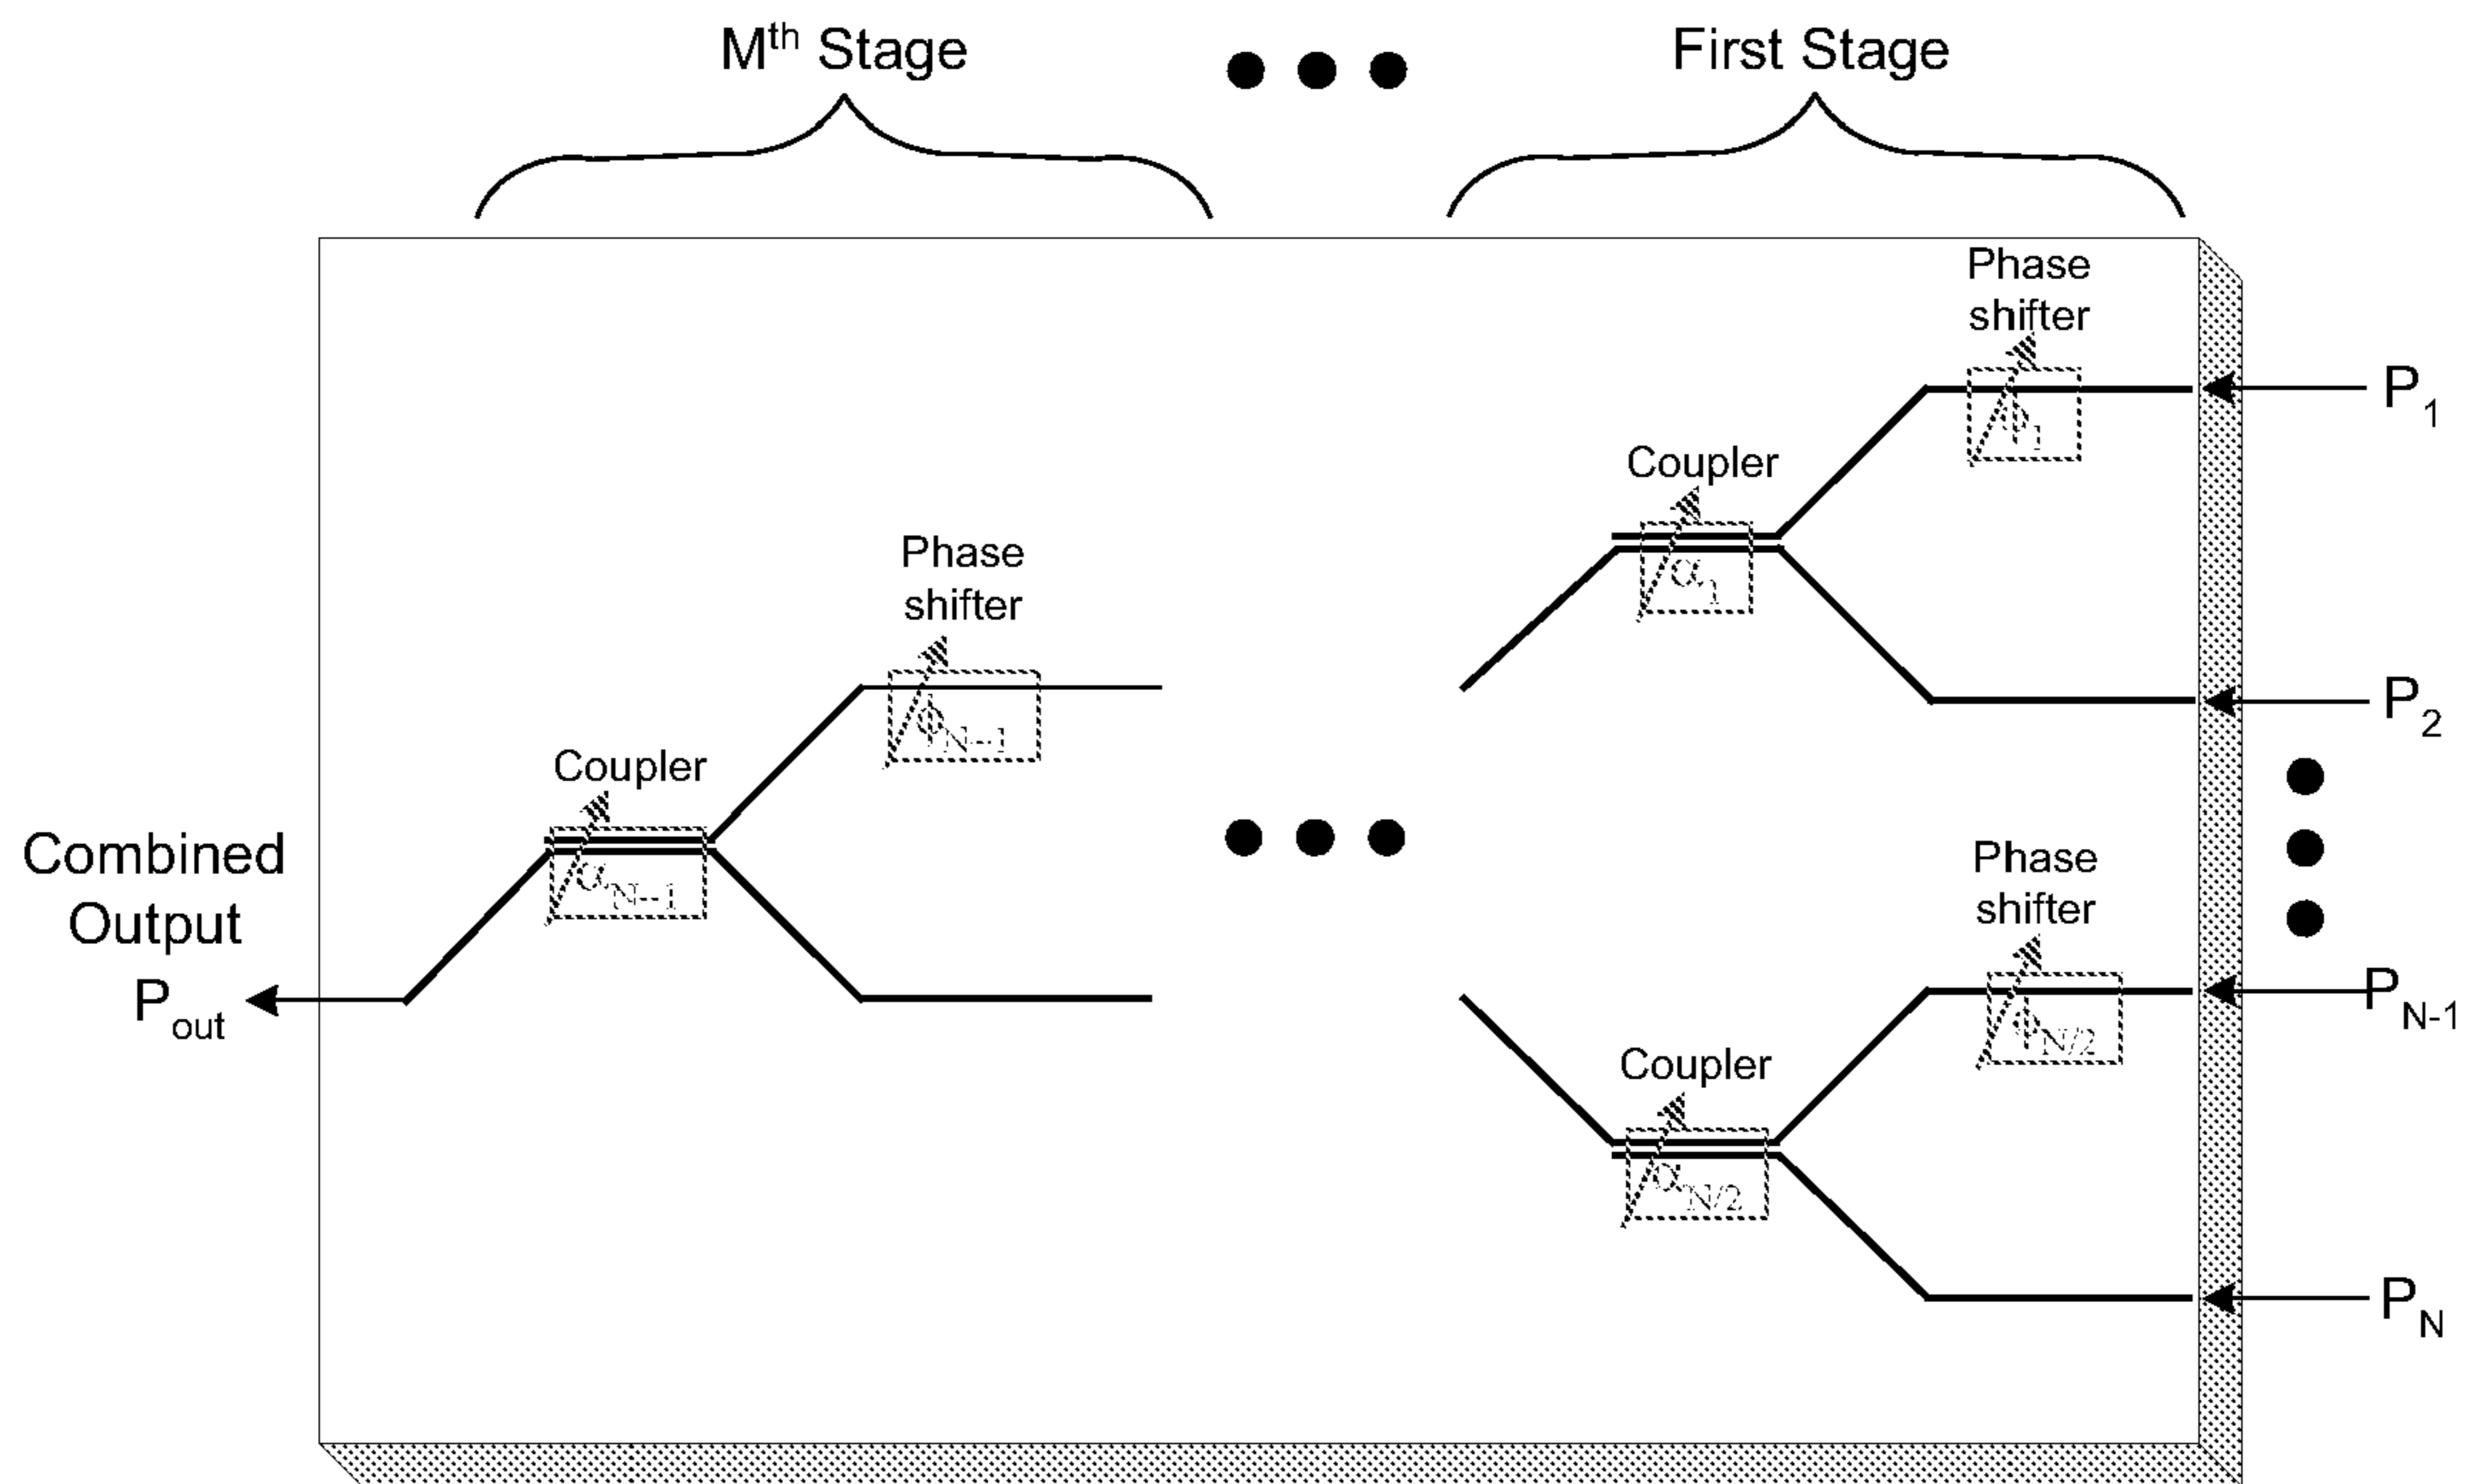 Mth Stage
First Stage
Phase
shifter
ϕ1
P1
Coupler
α1
Phase
shifter
ϕN-1
P2
Coupler
αN-1
Combined
Output
Pout
Phase
shifter
ϕN/2
PN-1
Coupler
αN/2
PN